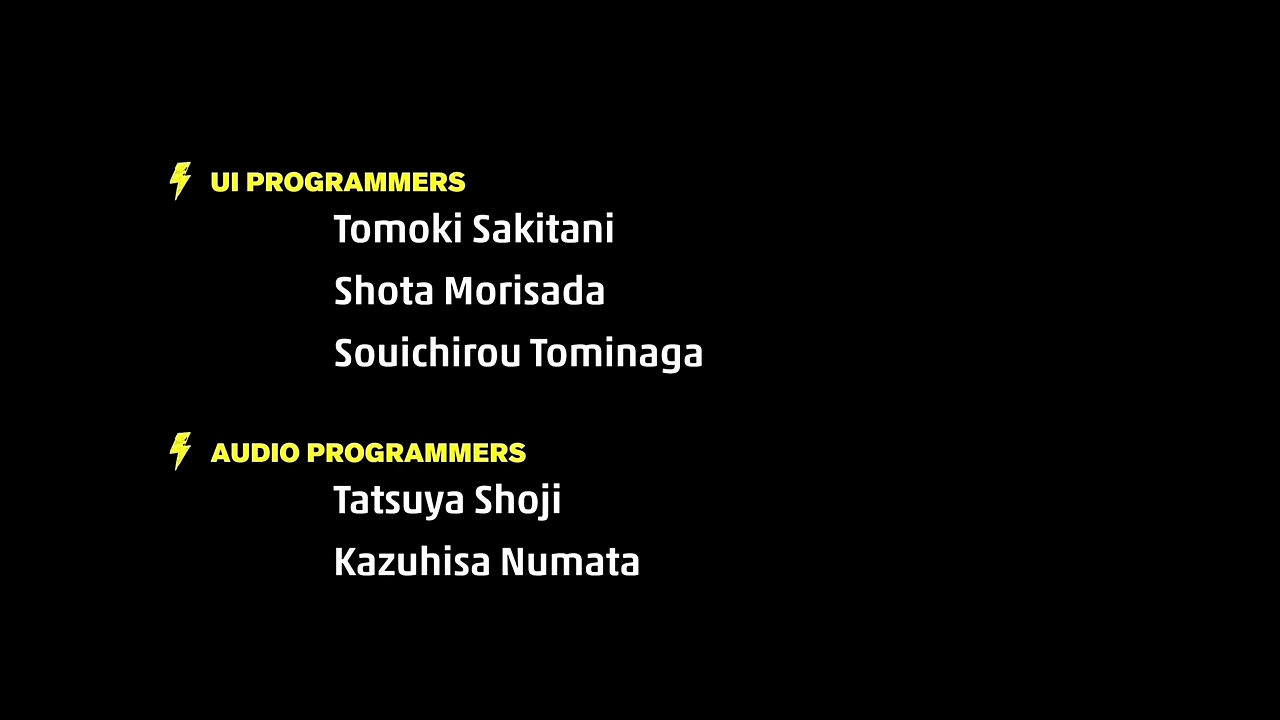 UI PROGRAMMERS
Tomoki Sakitani
Shota Morisada
Souichirou Tominaga
AUDIO PROGRAMMERS
Tatsuya Shoji
Kazuhisa Numata